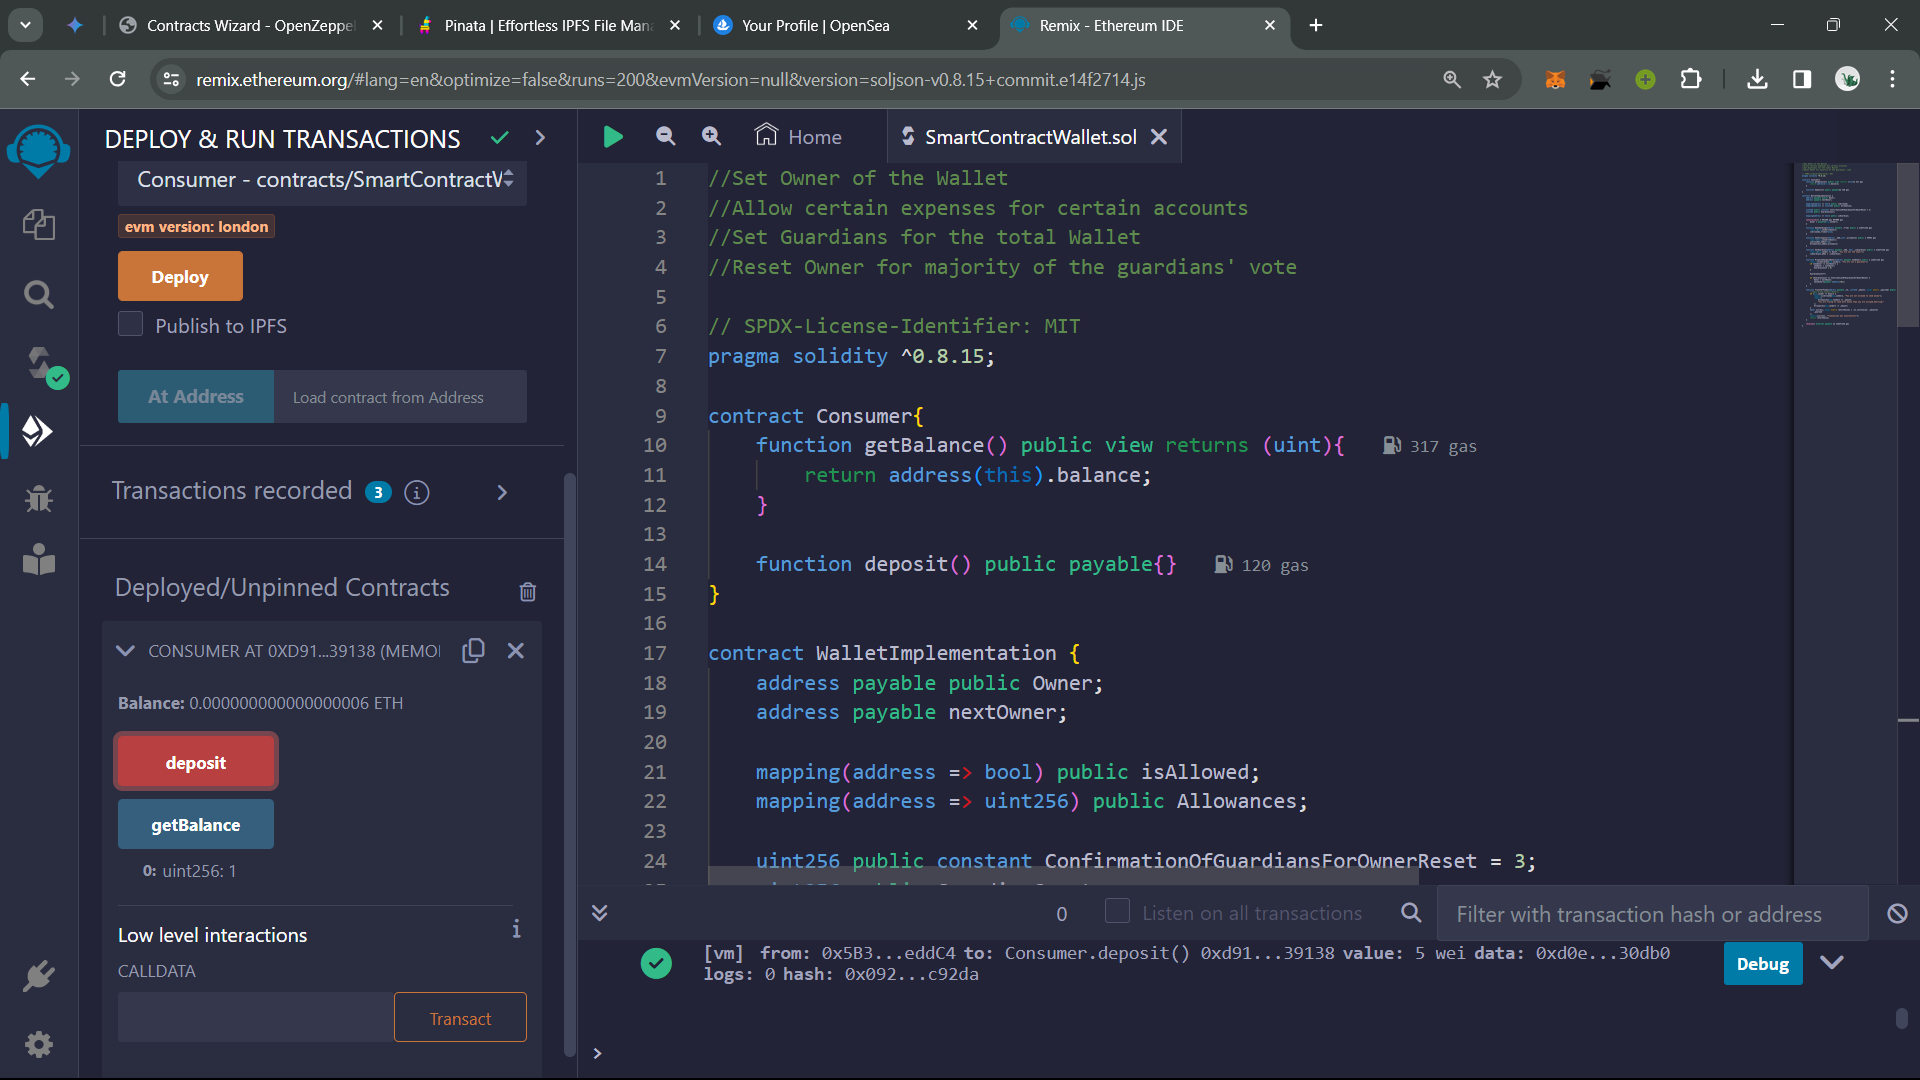 Contracts Wizard - OpenZeppel
Pinata | Effortless IPFS File Mana
Your Profile | OpenSea
Remix - Ethereum IDE
remix.ethereum.org/#lang=en&optimize=false&runs=200&evmVersion=null&version=soljson-v0.8.15+commit.e14f2714.js
DEPLOY & RUN TRANSACTIONS
Consumer - contracts/SmartContractW
evm version: london
Deploy
Publish to IPFS
At Address
Load contract from Address
Transactions recorded 3 i
Deployed/Unpinned Contracts
CONSUMER AT 0XD91...39138 (MEMOI
Balance: 0.000000000000000006 ETH
deposit
getBalance
0: uint256: 1
Low level interactions
i
CALLDATA
Transact
Home
SmartContractWallet.sol
1 //Set Owner of the Wallet
2 //Allow certain expenses for certain accounts
3 //Set Guardians for the total Wallet
4 //Reset Owner for majority of the guardians' vote
5
6 // SPDX-License-Identifier: MIT
7 pragma solidity ^0.8.15;
8
9 contract Consumer{
10 function getBalance() public view returns (uint){ 317 gas
11 return address(this).balance;
12 }
13
14 function deposit() public payable{} 120 gas
15 }
16
17 contract WalletImplementation {
18 address payable public Owner;
19 address payable nextOwner;
20
21 mapping(address => bool) public isAllowed;
22 mapping(address => uint256) public Allowances;
23
24 uint256 public constant ConfirmationOfGuardiansForOwnerReset = 3;
0
Listen on all transactions
Filter with transaction hash or address
[vm] from: 0x5B3...eddC4 to: Consumer.deposit() 0xd91...39138 value: 5 wei data: 0xd0e...30db0
logs: 0 hash: 0x092...c92da
Debug
>